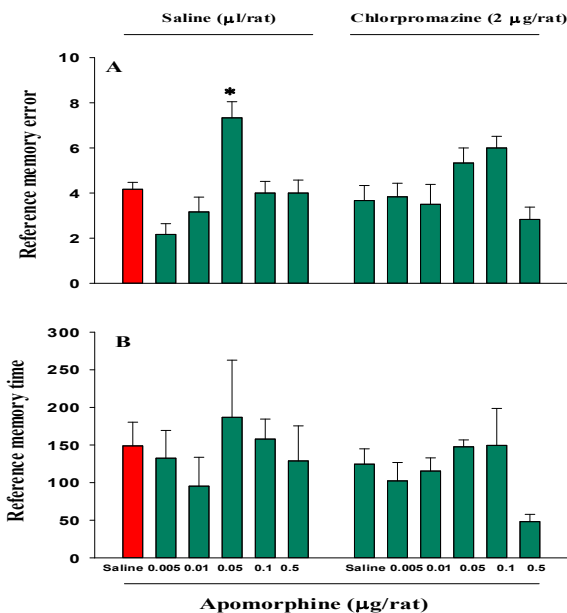 Saline (µl/rat) Chlorpromazine (2 µg/rat)
A
*
Reference memory error
10
8
6
4
2
0
B
Reference memory time
300
250
200
150
100
50
0
Saline 0.005 0.01 0.05 0.1 0.5 Saline 0.005 0.01 0.05 0.1 0.5
Apomorphine (µg/rat)